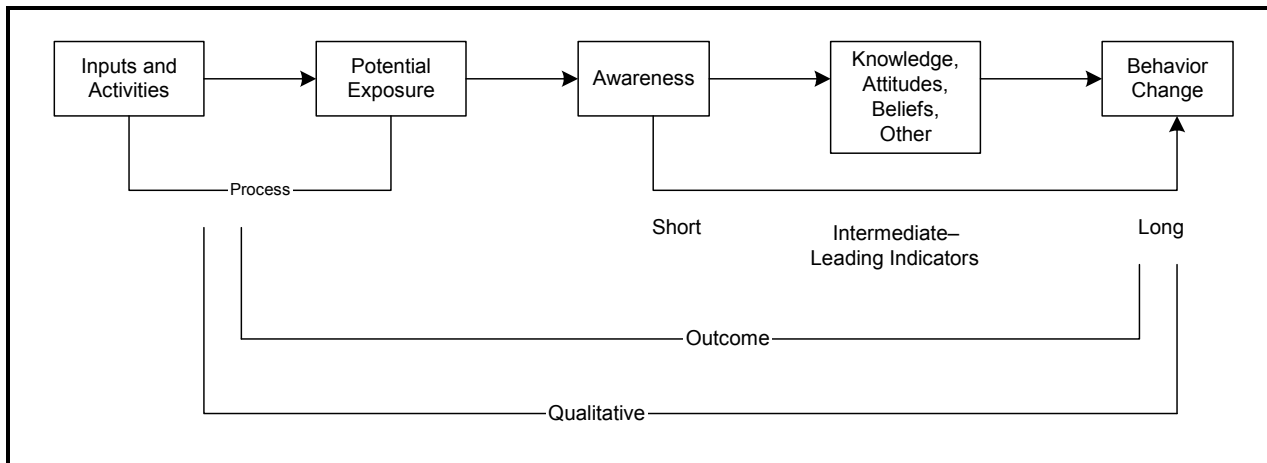 Inputs and
Activities
Potential
Exposure
Awareness
Knowledge,
Attitudes,
Beliefs,
Other
Behavior
Change
Process
Short
Intermediate–
Leading Indicators
Long
Outcome
Qualitative